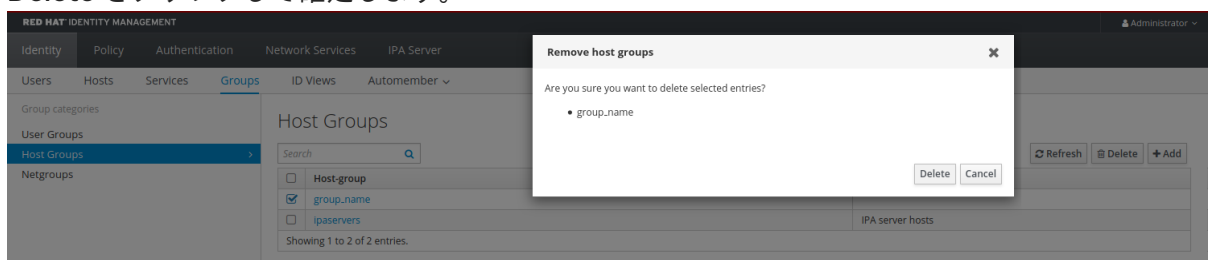 Delete をクリックして確定します。
RED HAT® IDENTITY MANAGEMENT
Administrator
Identity Policy Authentication Network Services IPA Server
Remove host groups
Users Hosts Services Groups ID Views Automember
Are you sure you want to delete selected entries?
• group_name
Group categories
User Groups
Host Groups
Netgroups
Host Groups
Search
Refresh Delete + Add
Delete Cancel
Host-group
group_name
ipaservers IPA server hosts
Showing 1 to 2 of 2 entries.